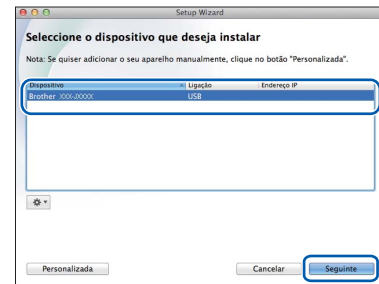 Setup Wizard
Seleccione o dispositivo que deseja instalar
Nota: Se quiser adicionar o seu aparelho manualmente, clique no botão "Personalizada".
Dispositivo Ligação Endereço IP
Brother XXX-XXXX USB
Personalizada Cancelar Seguinte